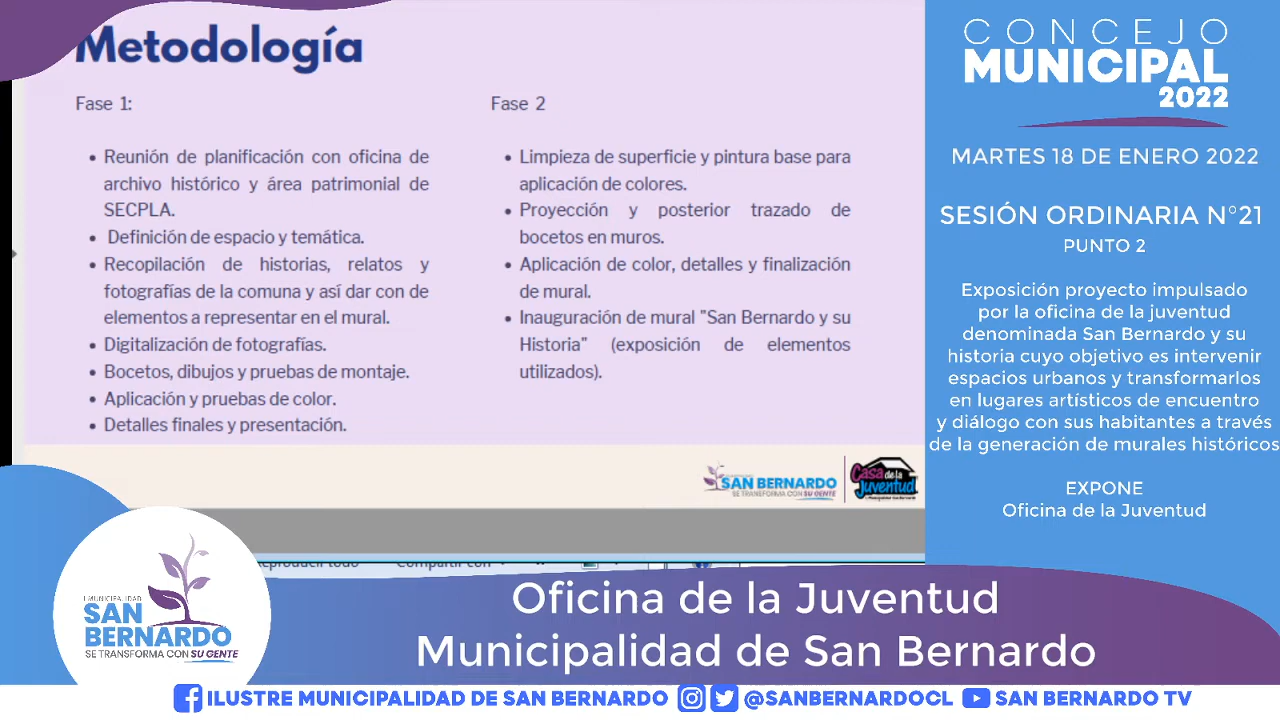 Metodología
Fase 1:
• Reunión de planificación con oficina de
archivo histórico y área patrimonial de
SECPLA.
• Definición de espacio y temática.
• Recopilación de historias, relatos y
fotografías de la comuna y así dar con de
elementos a representar en el mural.
• Digitalización de fotografías.
• Bocetos, dibujos y pruebas de montaje.
• Aplicación y pruebas de color.
• Detalles finales y presentación.
Fase 2
• Limpieza de superficie y pintura base para
aplicación de colores.
• Proyección y posterior trazado de
bocetos en muros.
• Aplicación de color, detalles y finalización
de mural.
• Inauguración de mural "San Bernardo y su
Historia" (exposición de elementos
utilizados).
SAN BERNARDO
SE TRANSFORMA CON SU GENTE
Casa de la
Juventud
CONCEJO
MUNICIPAL
2022
MARTES 18 DE ENERO 2022
SESIÓN ORDINARIA N°21
PUNTO 2
Exposición proyecto impulsado
por la oficina de la juventud
denominada San Bernardo y su
historia cuyo objetivo es intervenir
espacios urbanos y transformarlos
en lugares artísticos de encuentro
y diálogo con sus habitantes a través
de la generación de murales históricos
EXPONE
Oficina de la Juventud
I MUNICIPALIDAD
SAN
BERNARDO
SE TRANSFORMA CON SU GENTE
Oficina de la Juventud
Municipalidad de San Bernardo
ILUSTRE MUNICIPALIDAD DE SAN BERNARDO @SANBERNARDOCL SAN BERNARDO TV